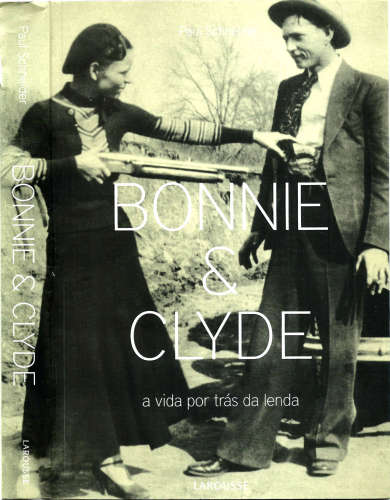 Paul Schneider
BONNIE & CLYDE
LAROUSSE
Paul Schneider
BONNIE
&
CLYDE
a vida por trás da lenda
LAROUSSE